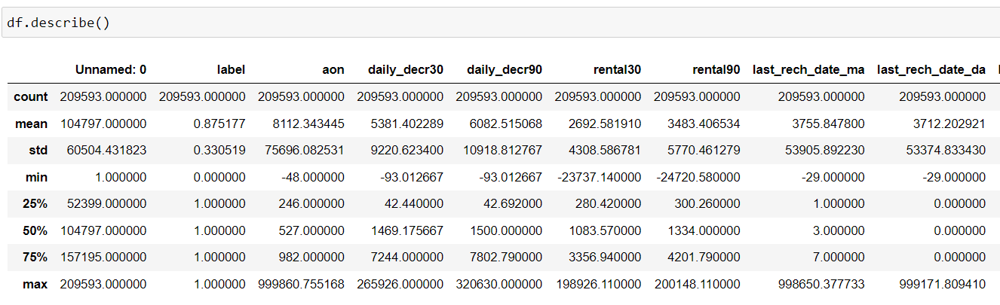 df.describe()
Unnamed: 0 label aon daily_decr30 daily_decr90 rental30 rental90 last_rech_date_ma last_rech_date_da
count 209593.000000 209593.000000 209593.000000 209593.000000 209593.000000 209593.000000 209593.000000 209593.000000 209593.000000
mean 104797.000000 0.875177 8112.343445 5381.402289 6082.515068 2692.581910 3483.406534 3755.847800 3712.202921
std 60504.431823 0.330519 75696.082531 9220.623400 10918.812767 4308.586781 5770.461279 53905.892230 53374.833430
min 1.000000 0.000000 -48.000000 -93.012667 -93.012667 -23737.140000 -24720.580000 -29.000000 -29.000000
25% 52399.000000 1.000000 246.000000 42.440000 42.692000 280.420000 300.260000 1.000000 0.000000
50% 104797.000000 1.000000 527.000000 1469.175667 1500.000000 1083.570000 1334.000000 3.000000 0.000000
75% 157195.000000 1.000000 982.000000 7244.000000 7802.790000 3356.940000 4201.790000 7.000000 0.000000
max 209593.000000 1.000000 999860.755168 265926.000000 320630.000000 198926.110000 200148.110000 998650.377733 999171.809410